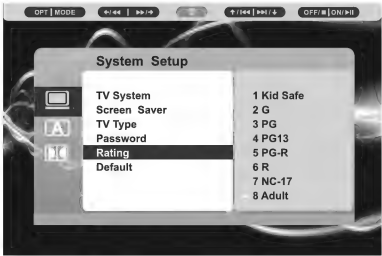 OPT | MODE
←/◄◄ | ►►/→
↑/I◄◄ | ►►I/↓
OFF/■ | ON/►II
System Setup
TV System
Screen Saver
TV Type
Password
Rating
Default
1 Kid Safe
2 G
3 PG
4 PG13
5 PG-R
6 R
7 NC-17
8 Adult
A